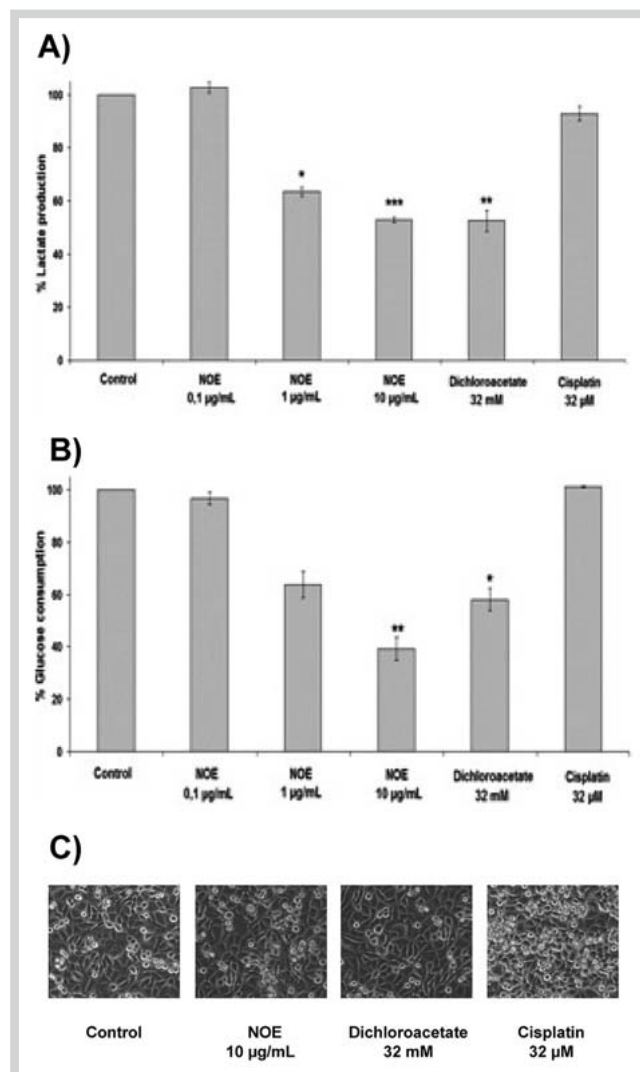 A)
% Lactate production
100
80
60
40
20
0
*
***
**
Control
NOE
0,1 µg/mL
NOE
1 µg/mL
NOE
10 µg/mL
Dichloroacetate
32 mM
Cisplatin
32 µM
B)
% Glucose consumption
100
80
60
40
20
0
**
*
Control
NOE
0,1 µg/mL
NOE
1 µg/mL
NOE
10 µg/mL
Dichloroacetate
32 mM
Cisplatin
32 µM
C)
Control
NOE
10 µg/mL
Dichloroacetate
32 mM
Cisplatin
32 µM